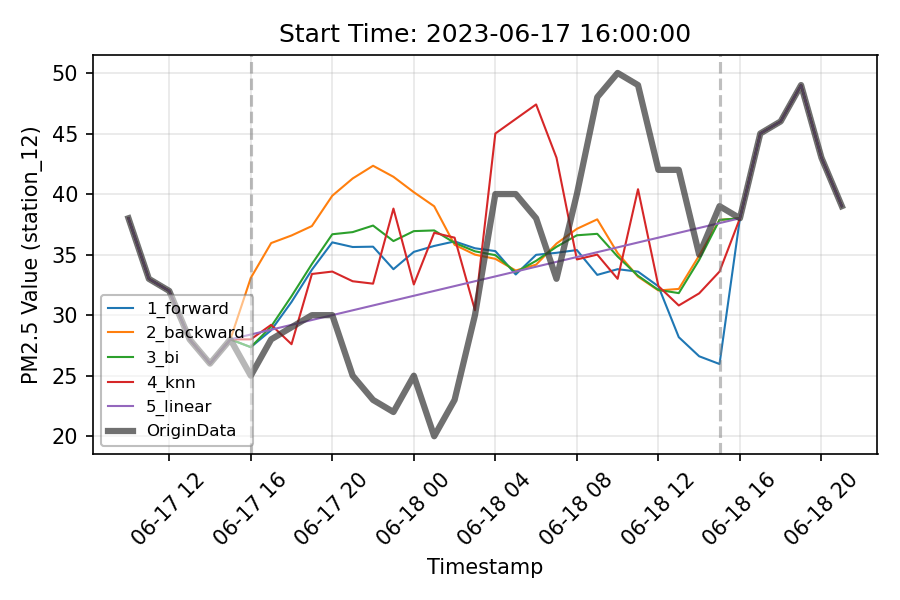 Start Time: 2023-06-17 16:00:00
PM2.5 Value (station_12)
50
45
40
35
30
25
20
1_forward
2_backward
3_bi
4_knn
5_linear
OriginData
06-17 12
06-17 16
06-17 20
06-18 00
06-18 04
06-18 08
06-18 12
06-18 16
06-18 20
Timestamp